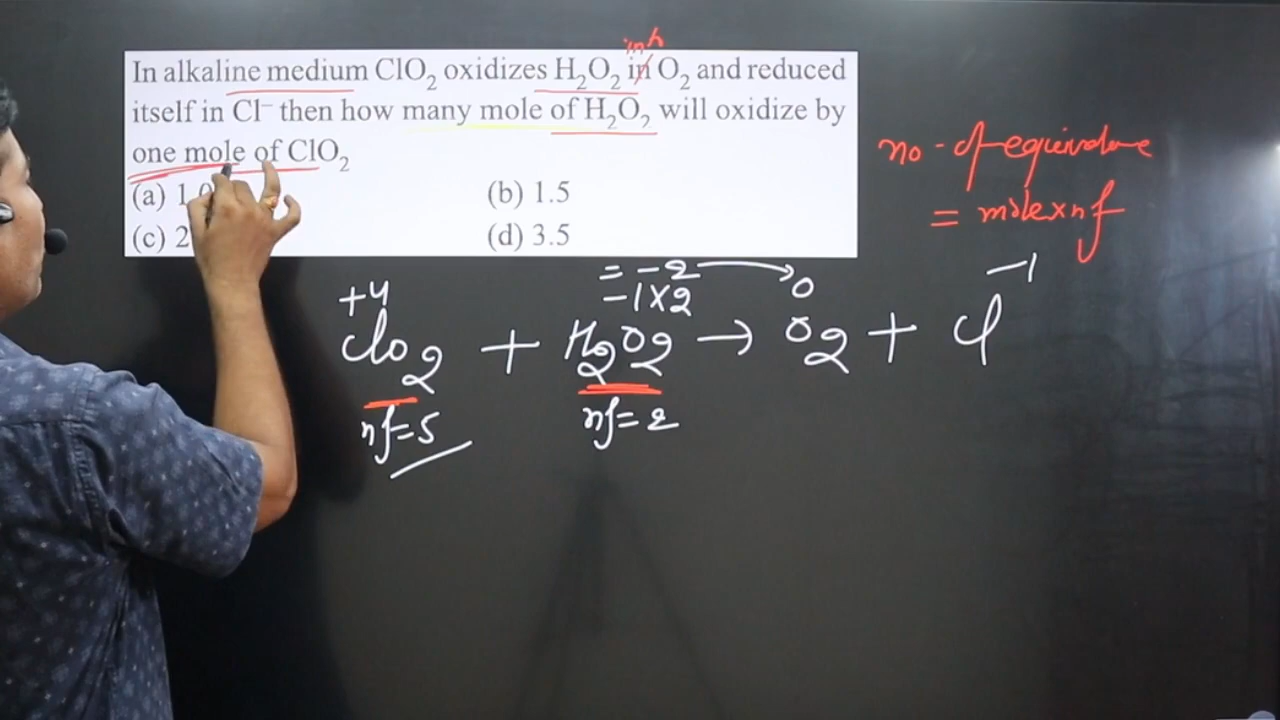 In alkaline medium ClO₂ oxidizes H₂O₂ in O₂ and reduced
itself in Cl⁻ then how many mole of H₂O₂ will oxidize by
one mole of ClO₂
(a) 1.0 (b) 1.5
(c) 2 (d) 3.5
no - of equivalence
= mole x nf
= -2
+4 -1x2 0 -1
ClO2 + H2O2 → O2 + Cl
nf=5 nf=2